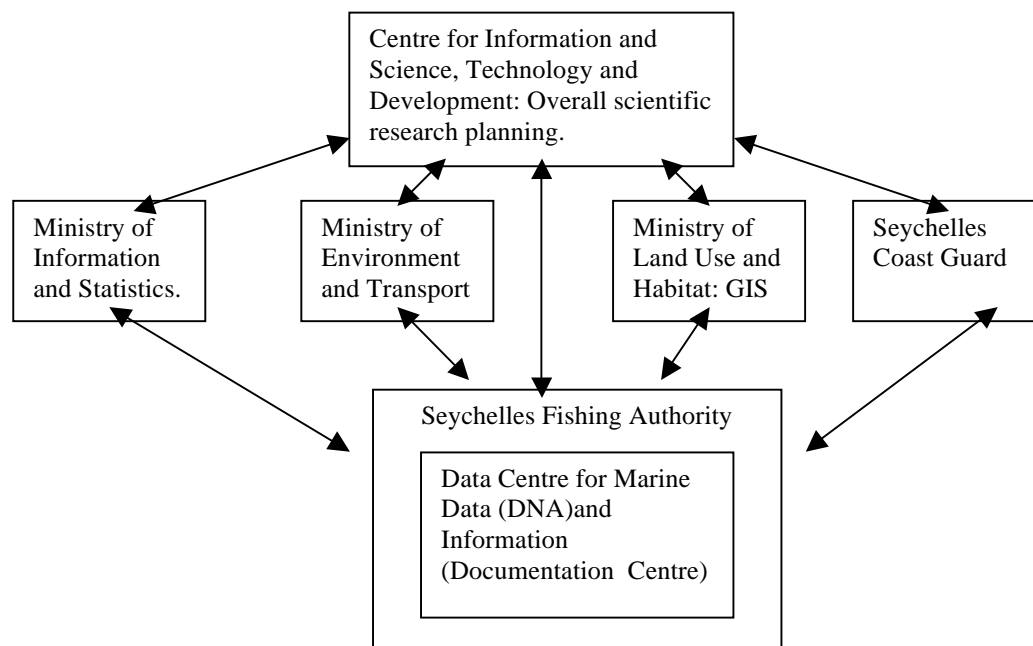 Centre for Information and
Science, Technology and
Development: Overall scientific
research planning.
Ministry of
Information
and Statistics.
Ministry of
Environment
and Transport
Ministry of
Land Use and
Habitat: GIS
Seychelles
Coast Guard
Seychelles Fishing Authority
Data Centre for Marine
Data (DNA)and
Information
(Documentation  Centre)